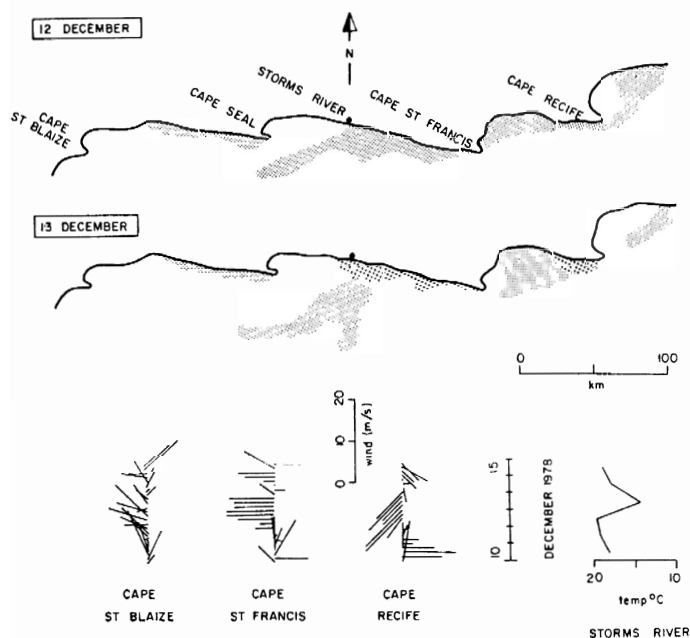 12 DECEMBER
N
CAPE
ST BLAIZE
CAPE SEAL
STORMS RIVER
CAPE ST FRANCIS
CAPE RECIFE
13 DECEMBER
0 100
km
20
10
0
wind (m/s)
15
10
DECEMBER 1978
20 10
temp °C
STORMS RIVER
CAPE
ST BLAIZE
CAPE
ST FRANCIS
CAPE
RECIFE